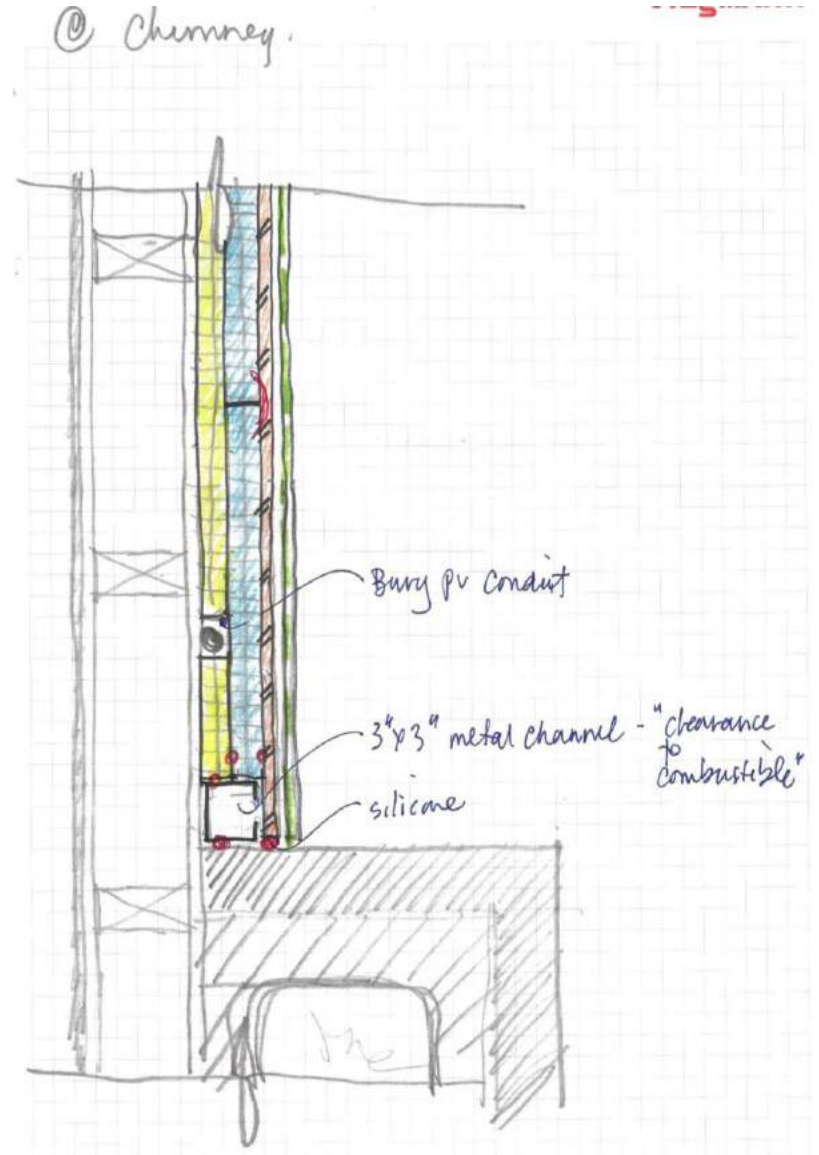 @ Chimney.
Bury PV Conduit
3"x3" metal channel - "clearance
to
combustible"
silicone